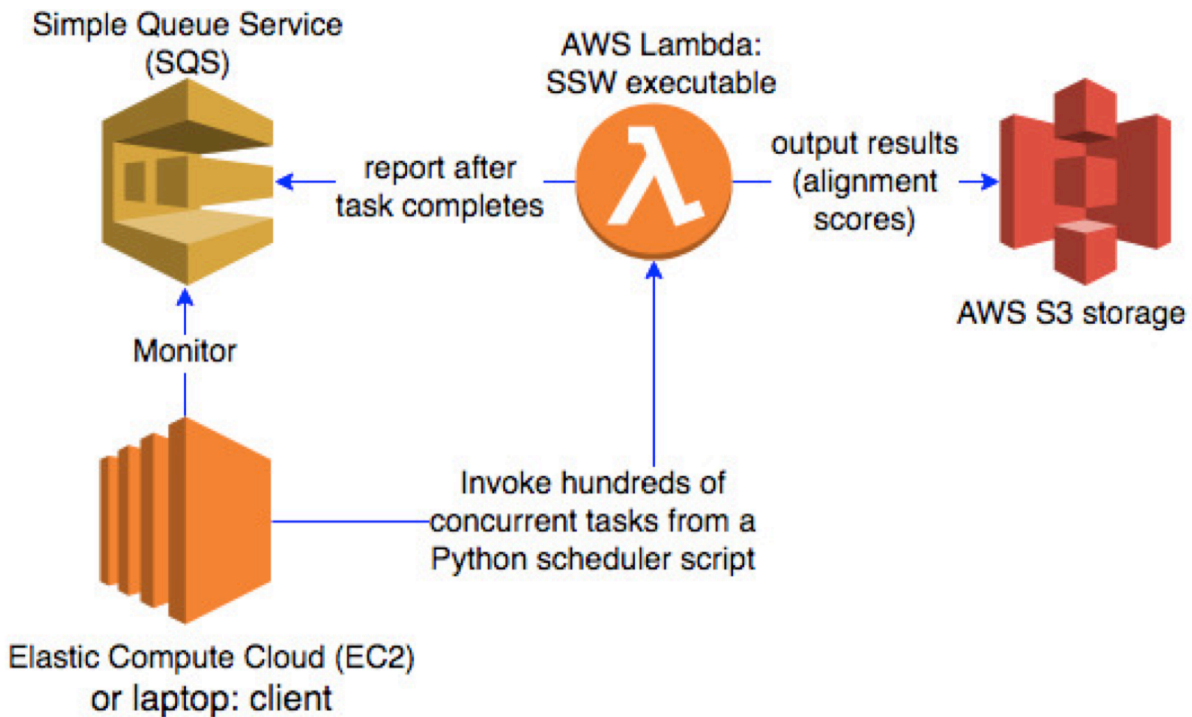 Simple Queue Service
(SQS)
AWS Lambda:
SSW executable
report after
task completes
output results
(alignment
scores)
AWS S3 storage
Monitor
Invoke hundreds of
concurrent tasks from a
Python scheduler script
Elastic Compute Cloud (EC2)
or laptop: client